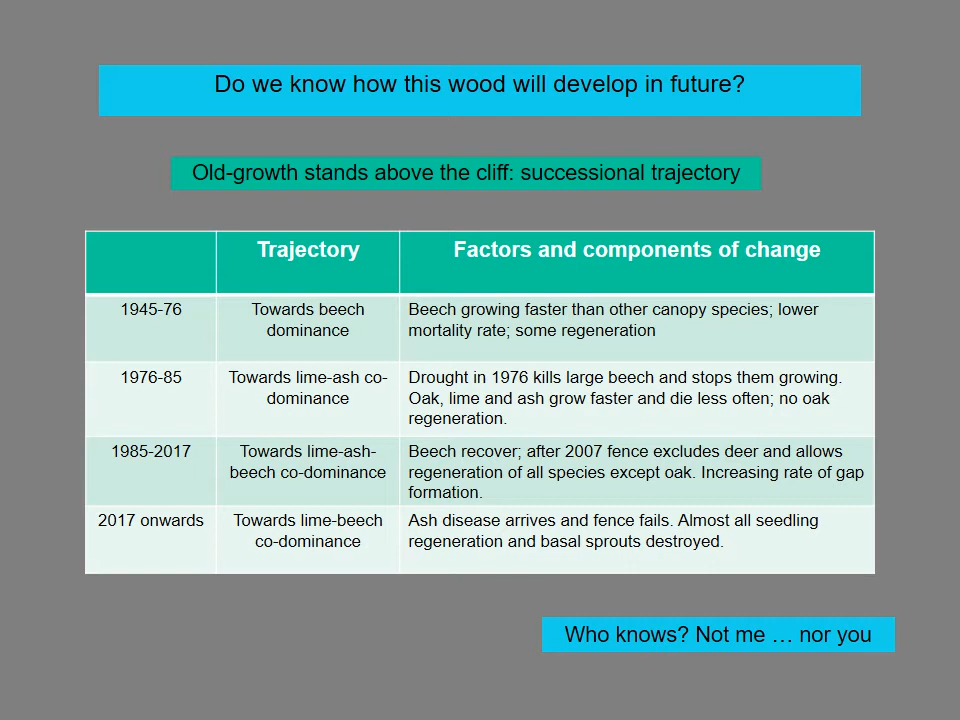 Do we know how this wood will develop in future?
Old-growth stands above the cliff: successional trajectory
Trajectory
Factors and components of change
1945-76
Towards beech
dominance
Beech growing faster than other canopy species; lower
mortality rate; some regeneration
1976-85
Towards lime-ash co-
dominance
Drought in 1976 kills large beech and stops them growing.
Oak, lime and ash grow faster and die less often; no oak
regeneration.
1985-2017
Towards lime-ash-
beech co-dominance
Beech recover; after 2007 fence excludes deer and allows
regeneration of all species except oak. Increasing rate of gap
formation.
2017 onwards
Towards lime-beech
co-dominance
Ash disease arrives and fence fails. Almost all seedling
regeneration and basal sprouts destroyed.
Who knows? Not me … nor you